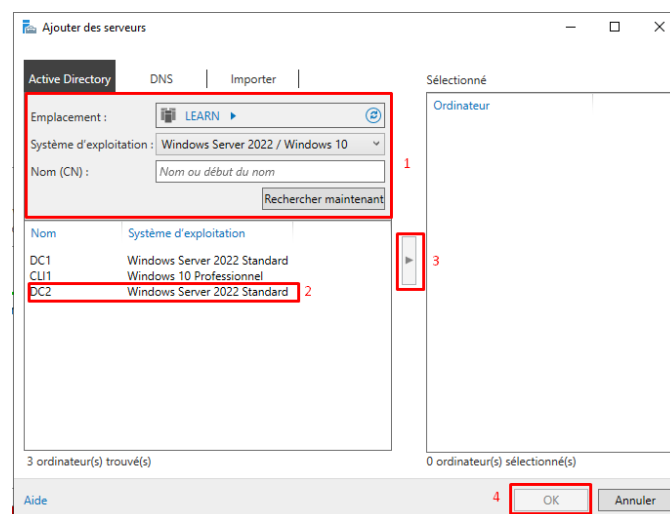 Ajouter des serveurs
Active Directory
DNS
Importer
Sélectionné
Emplacement :
LEARN
Système d'exploitation :
Windows Server 2022 / Windows 10
Nom (CN) :
Nom ou début du nom
Rechercher maintenant
1
Ordinateur
Nom Système d'exploitation
DC1 Windows Server 2022 Standard
CLI1 Windows 10 Professionnel
DC2 Windows Server 2022 Standard
2
3
3 ordinateur(s) trouvé(s)
0 ordinateur(s) sélectionné(s)
Aide
4
OK
Annuler